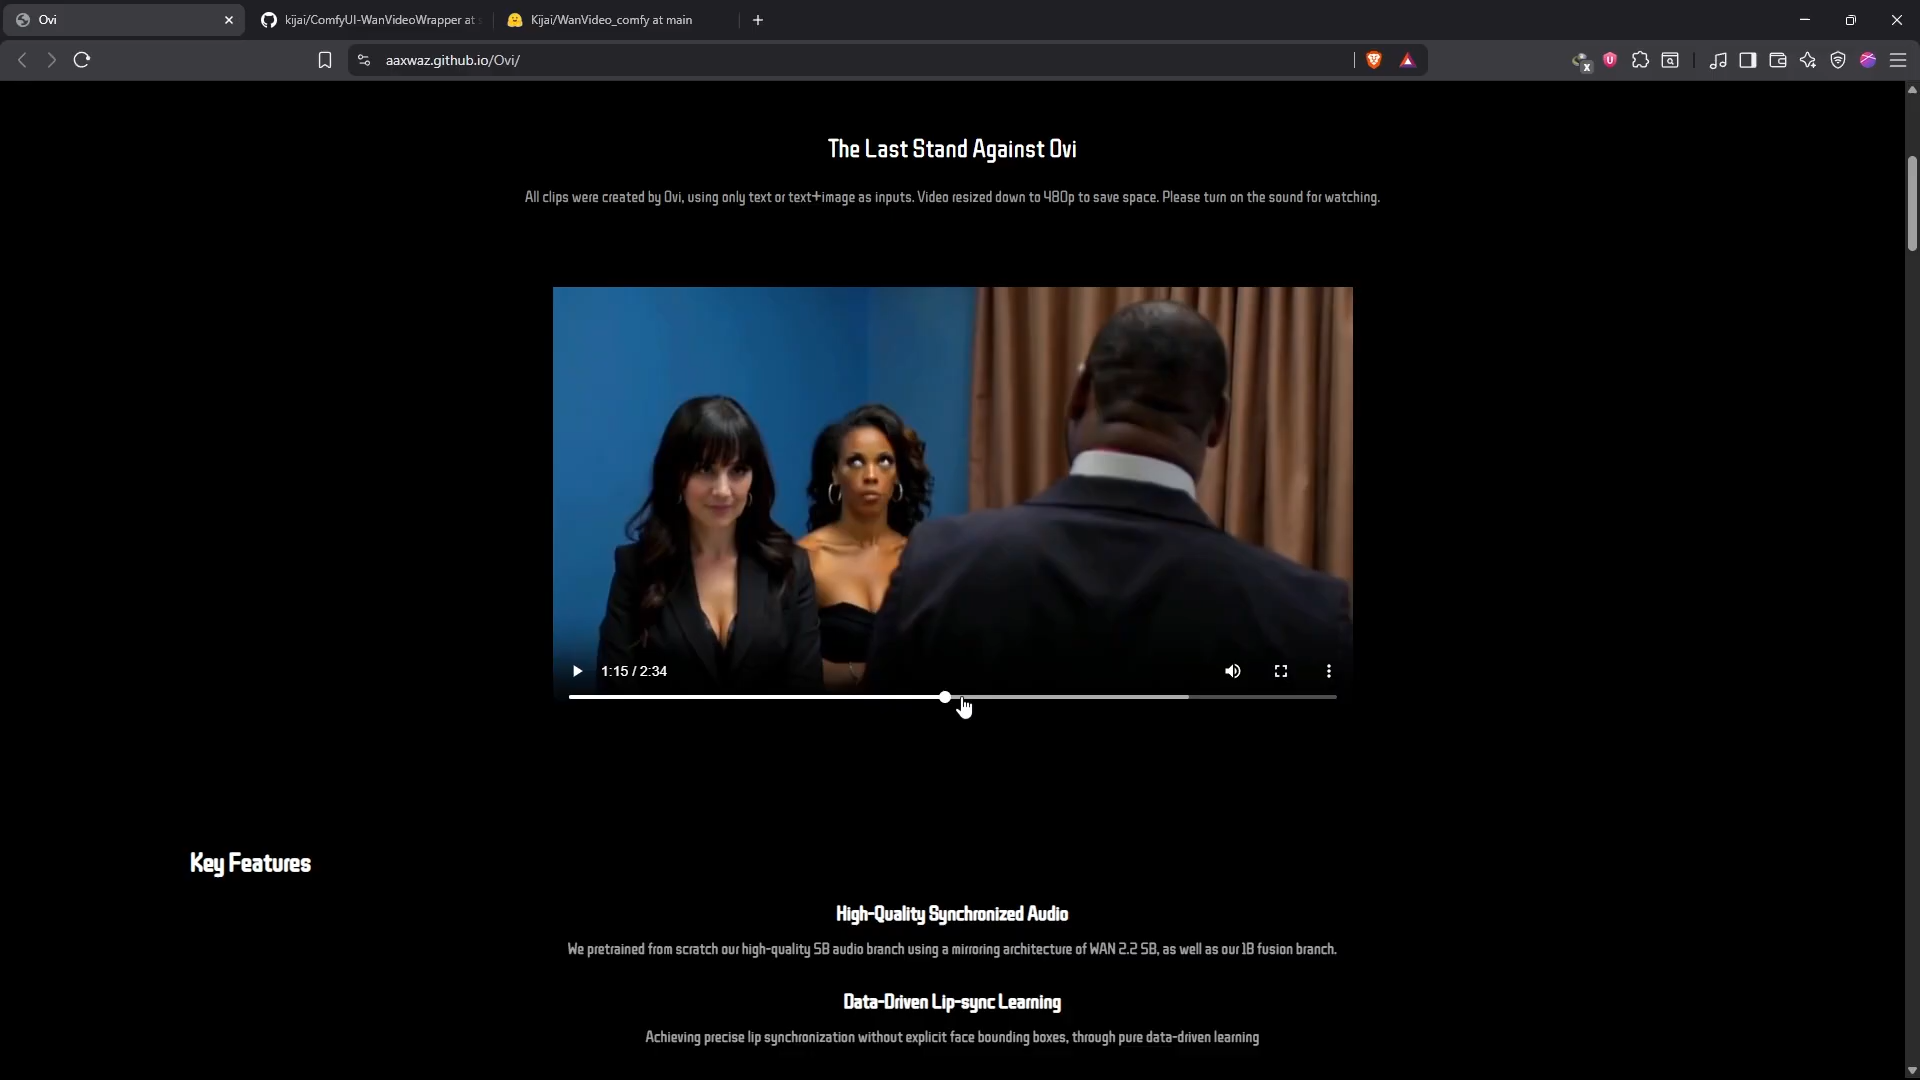 Ovi
kijai/ComfyUI-WanVideoWrapper at
Kijai/WanVideo_comfy at main
aaxwaz.github.io/Ovi/
The Last Stand Against Ovi
All clips were created by Ovi, using only text or text+image as inputs. Video resized down to 480p to save space. Please turn on the sound for watching.
1:15 / 2:34
Key Features
High-Quality Synchronized Audio
We pretrained from scratch our high-quality 5B audio branch using a mirroring architecture of WAN 2.2 5B, as well as our 1B fusion branch.
Data-Driven Lip-sync Learning
Achieving precise lip synchronization without explicit face bounding boxes, through pure data-driven learning